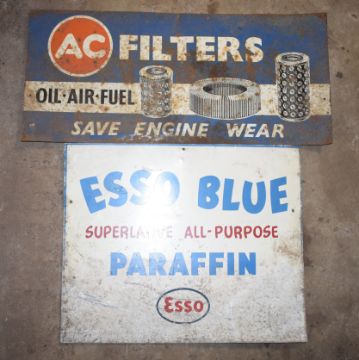 AC FILTERS
OIL·AIR·FUEL
SAVE ENGINE WEAR
ESSO BLUE
SUPERLATIVE ALL-PURPOSE
PARAFFIN
Esso